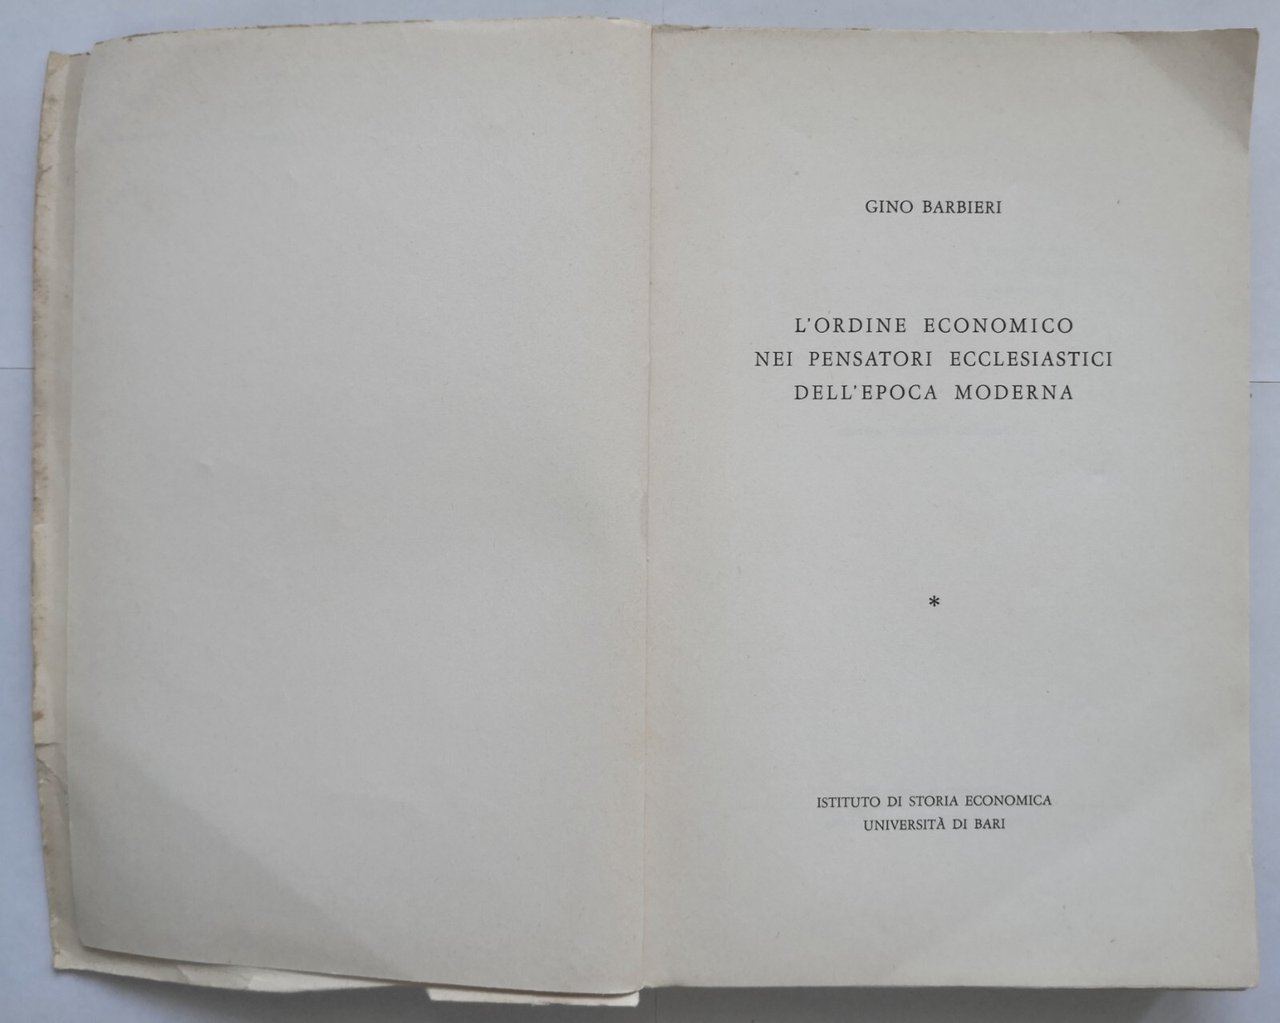 GINO BARBIERI
L'ORDINE ECONOMICO
NEI PENSATORI ECCLESIASTICI
DELL'EPOCA MODERNA
*
ISTITUTO DI STORIA ECONOMICA
UNIVERSITÀ DI BARI